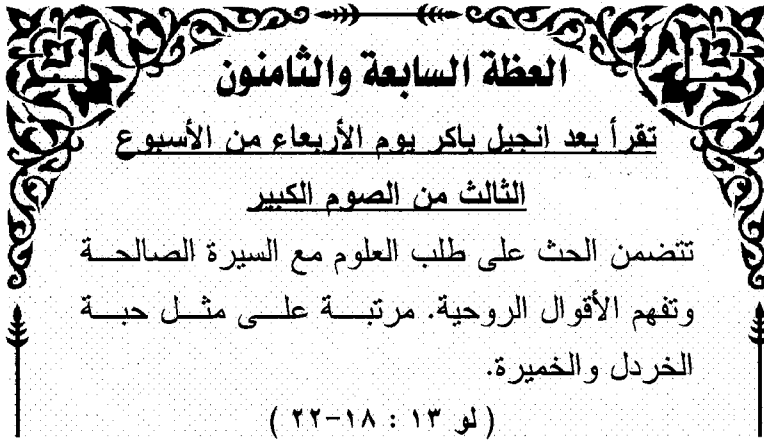 العظة السابعة والثامنون
تقرأ بعد انجيل باكر يوم الأربعاء من الأسبوع
الثالث من الصوم الكبير
تتضمن الحث على طلب العلوم مع السيرة الصالحة
وتفهم الأقوال الروحية. مرتبة على مثل حبة
الخردل والخميرة.
( لو ١٣ : ١٨-٢٢ )